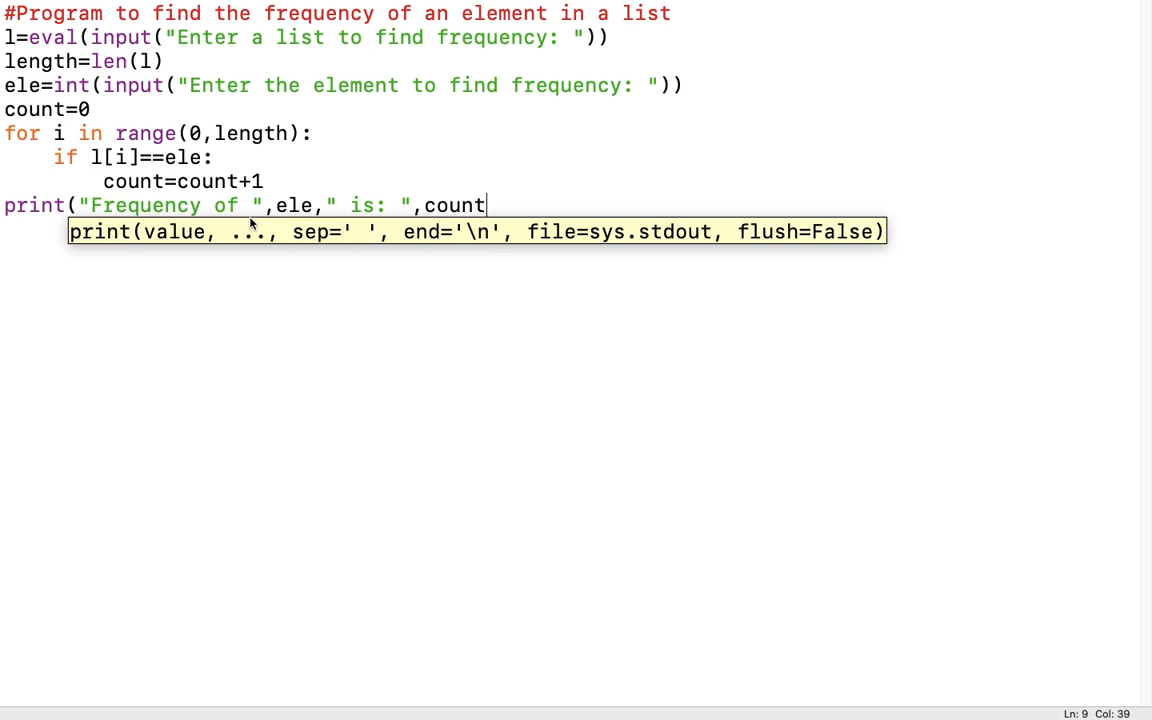 #Program to find the frequency of an element in a list
l=eval(input("Enter a list to find frequency: "))
length=len(l)
ele=int(input("Enter the element to find frequency: "))
count=0
for i in range(0,length):
    if l[i]==ele:
        count=count+1
print("Frequency of ",ele," is: ",count
print(value, ..., sep=' ', end='\n', file=sys.stdout, flush=False)
Ln: 9 Col: 39